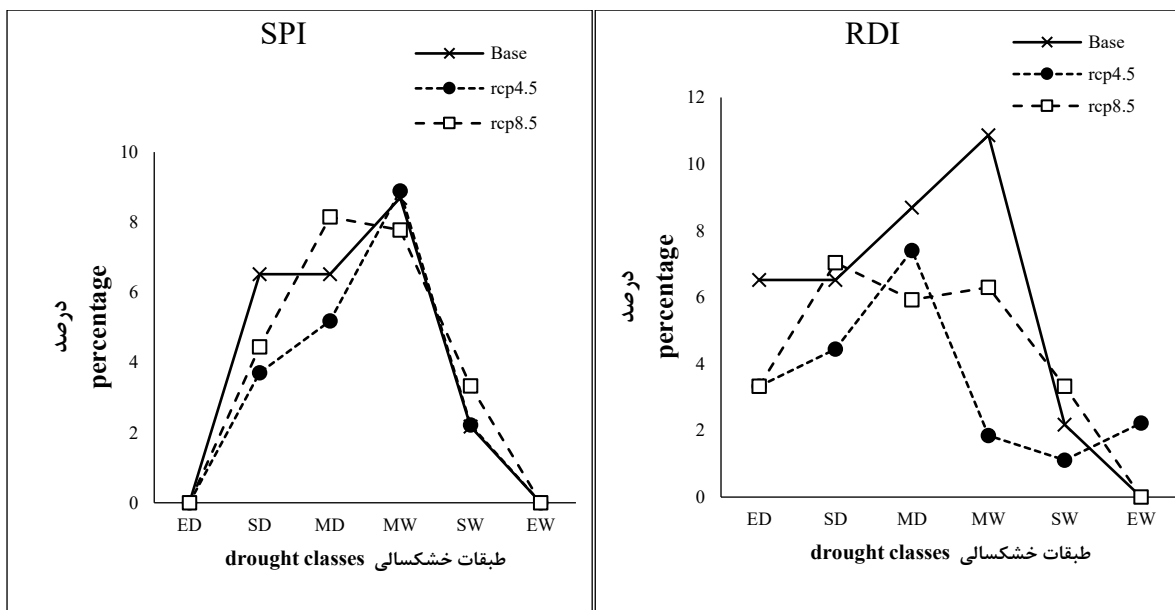 SPI
Base
rcp4.5
rcp8.5
10
8
6
4
2
0
درصد
percentage
ED SD MD MW SW EW
drought classes طبقات خشکسالی
RDI
Base
rcp4.5
rcp8.5
12
10
8
6
4
2
0
درصد
percentage
ED SD MD MW SW EW
drought classes طبقات خشکسالی